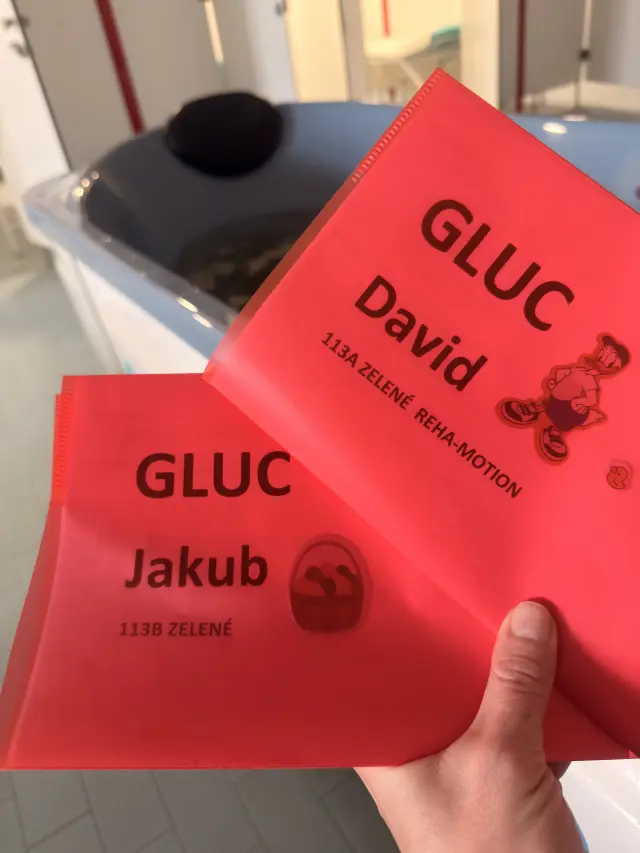 GLUC
David
113A ZELENÉ REHA-MOTION
GLUC
Jakub
113B ZELENÉ